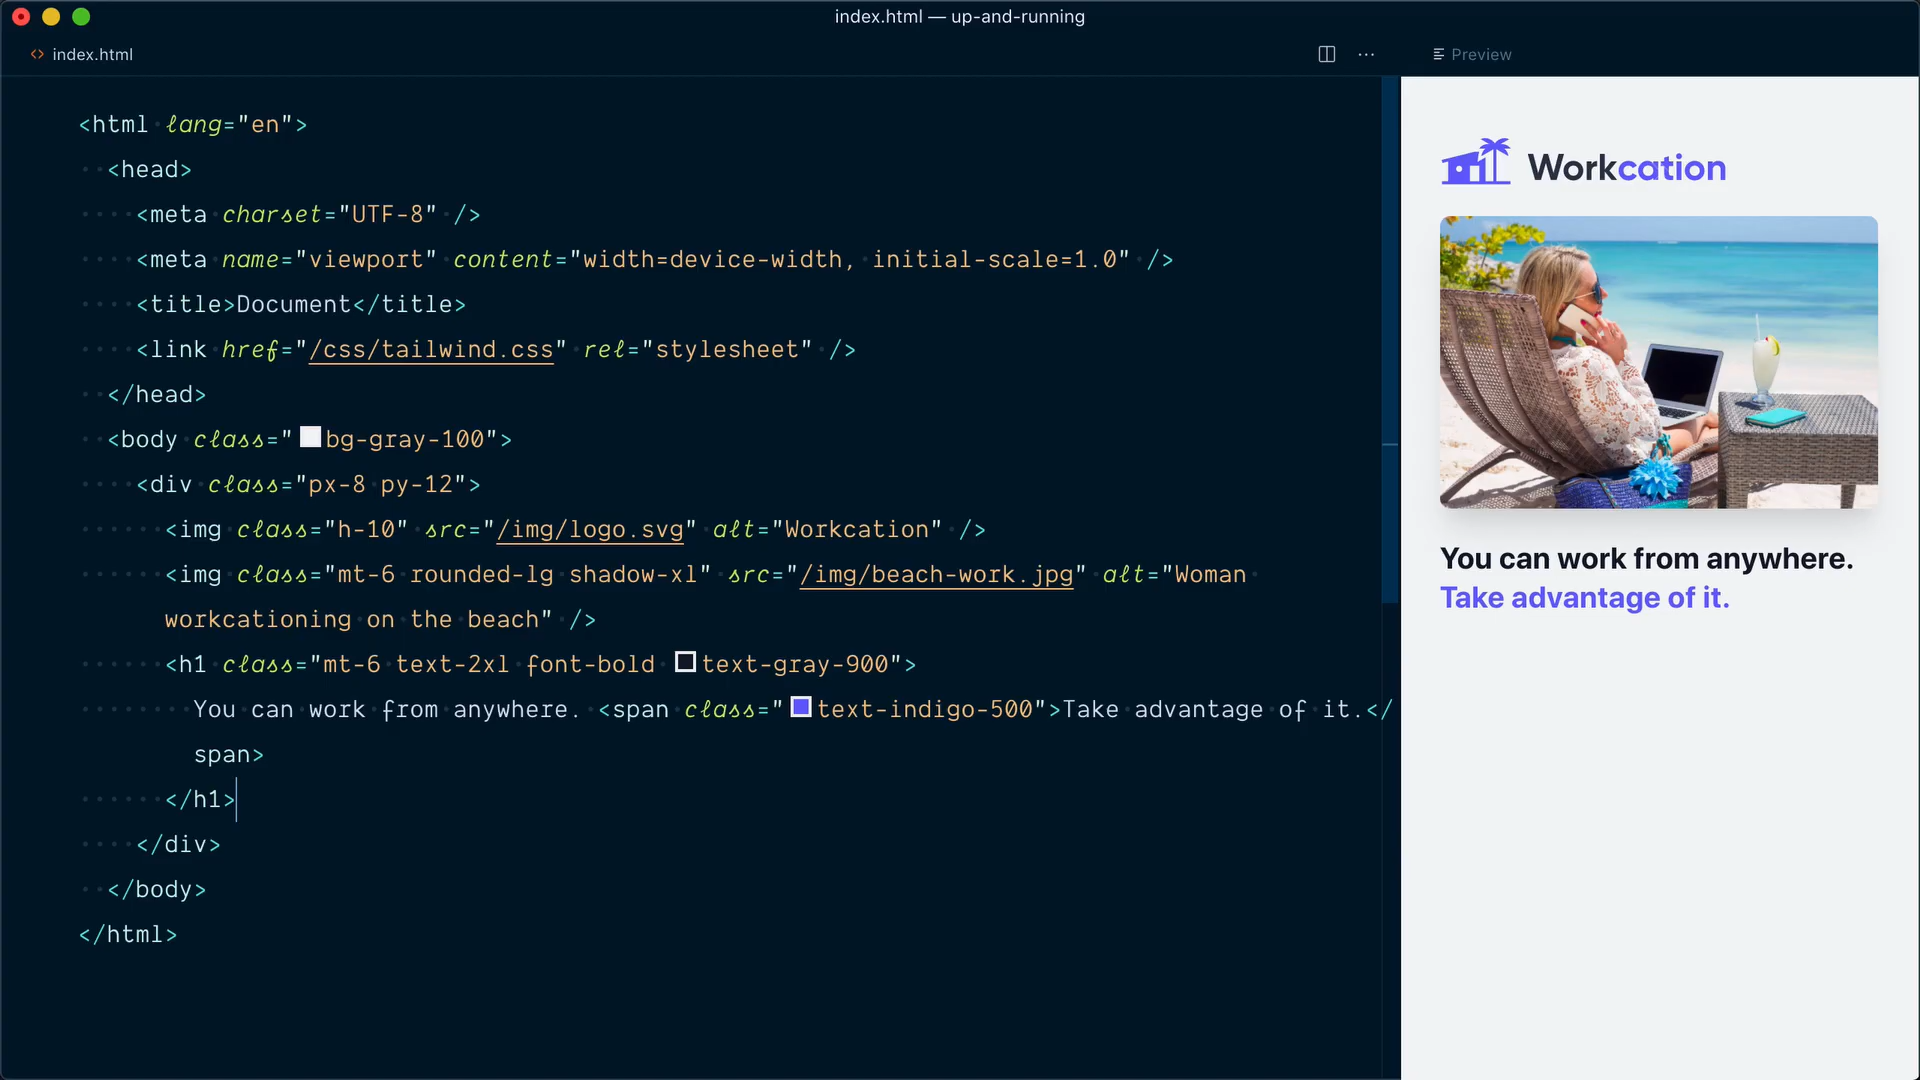 index.html — up-and-running
index.html
Preview
<html lang="en">
<head>
<meta charset="UTF-8" />
<meta name="viewport" content="width=device-width, initial-scale=1.0" />
<title>Document</title>
<link href="/css/tailwind.css" rel="stylesheet" />
</head>
<body class="bg-gray-100">
<div class="px-8 py-12">
<img class="h-10" src="/img/logo.svg" alt="Workcation" />
<img class="mt-6 rounded-lg shadow-xl" src="/img/beach-work.jpg" alt="Woman
workcationing on the beach" />
<h1 class="mt-6 text-2xl font-bold text-gray-900">
You can work from anywhere. <span class="text-indigo-500">Take advantage of it.</
span>
</h1>
</div>
</body>
</html>
Workcation
You can work from anywhere.
Take advantage of it.